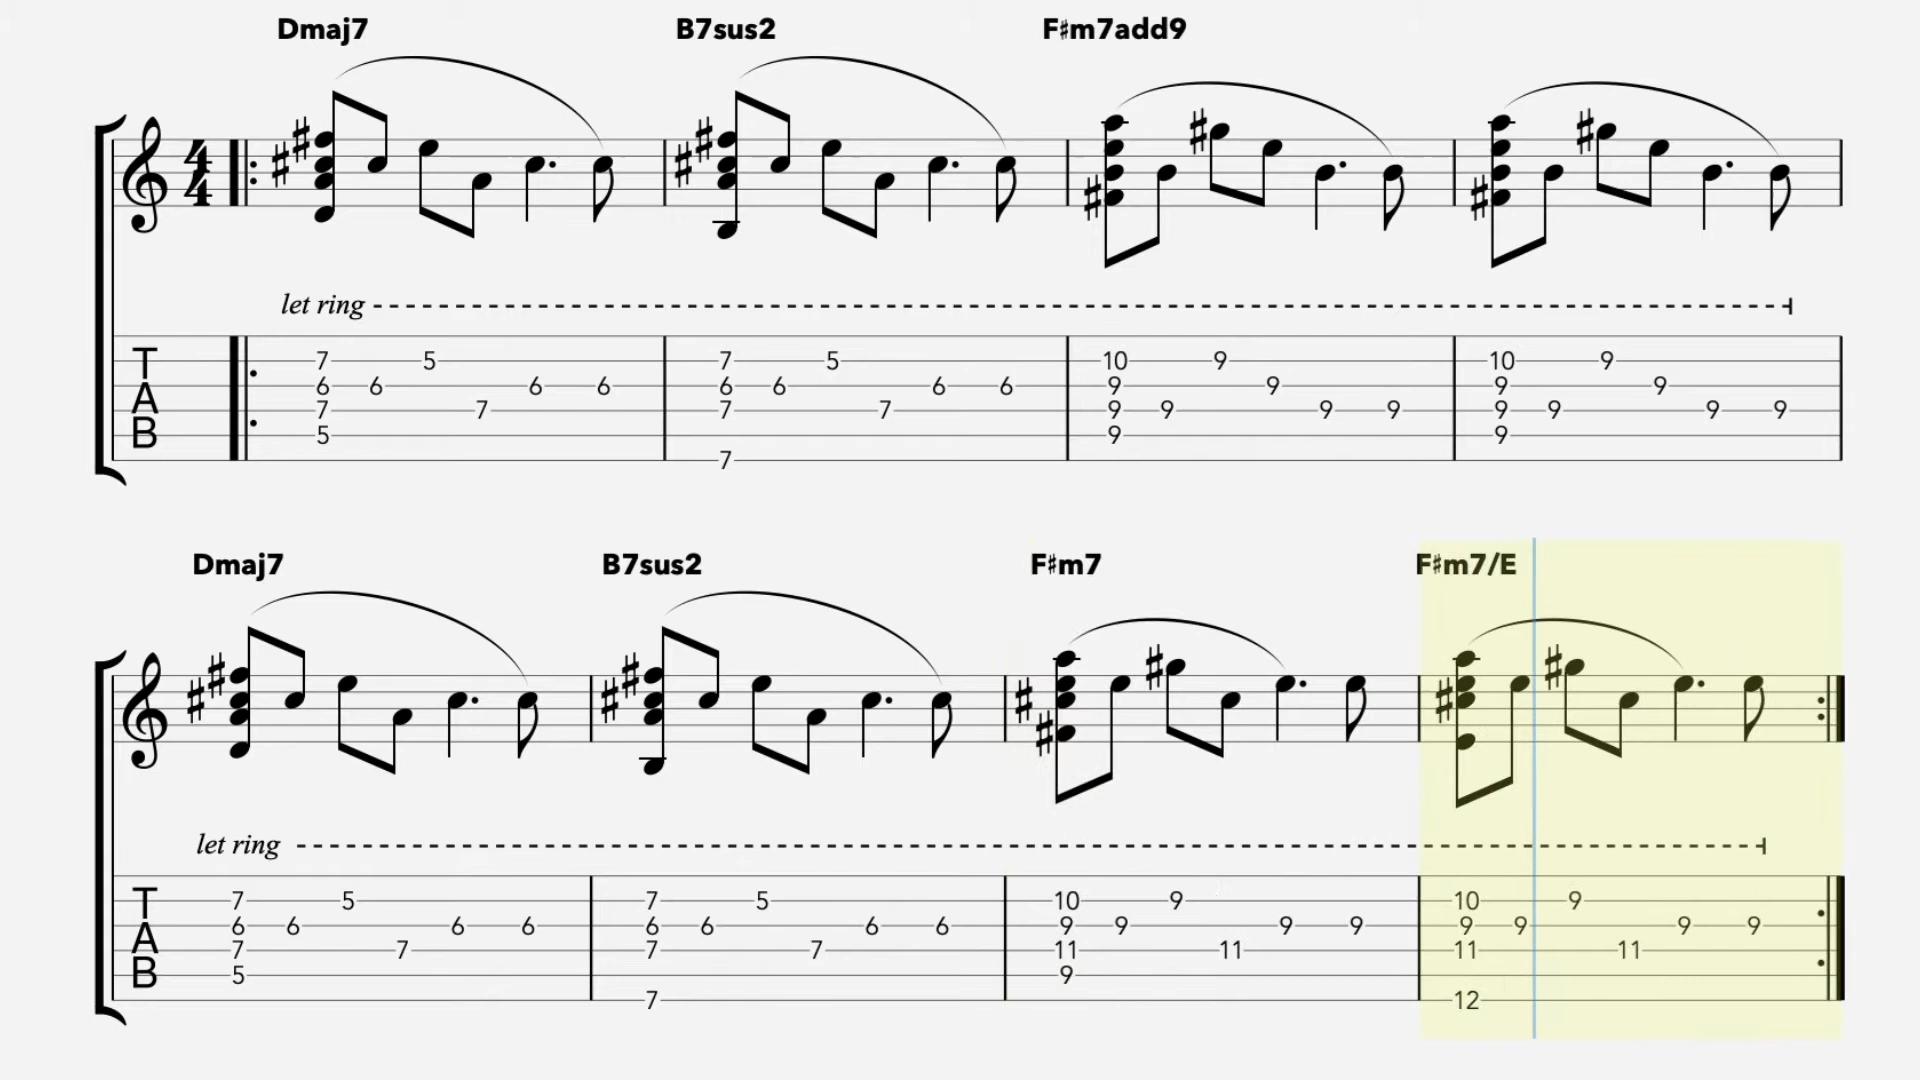 Dmaj7 B7sus2 F♯m7add9
4
4
let ring
T 7 5 7 5 10 9 10 9
6 6 6 6 6 6 6 6 9 9 9 9
A 7 7 7 7 9 9 9 9 9 9 9 9
B 5 9 9
7
Dmaj7 B7sus2 F♯m7 F♯m7/E
let ring
T 7 5 7 5 10 9 10 9
6 6 6 6 6 6 6 6 9 9 9 9 9 9 9 9
A 7 7 7 7 11 11 11 11
B 5 9
7 12